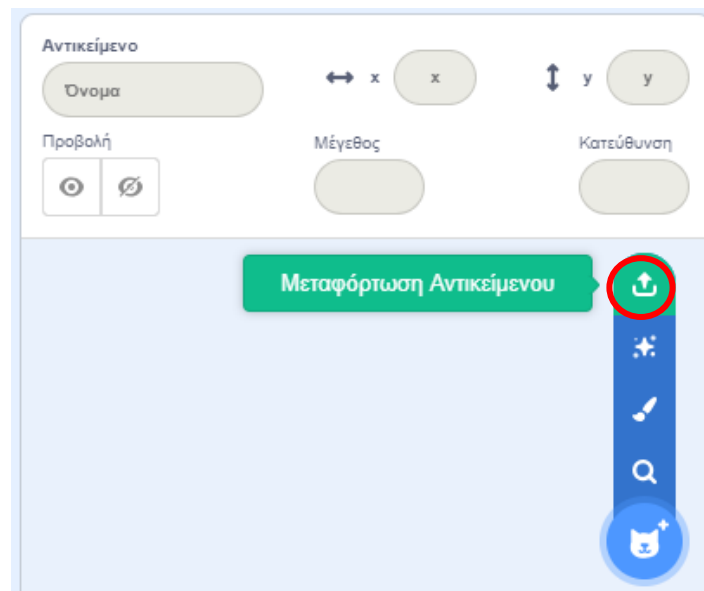 Αντικείμενο
Όνομα
x
x
y
y
Προβολή
Μέγεθος
Κατεύθυνση
Μεταφόρτωση Αντικείμενου